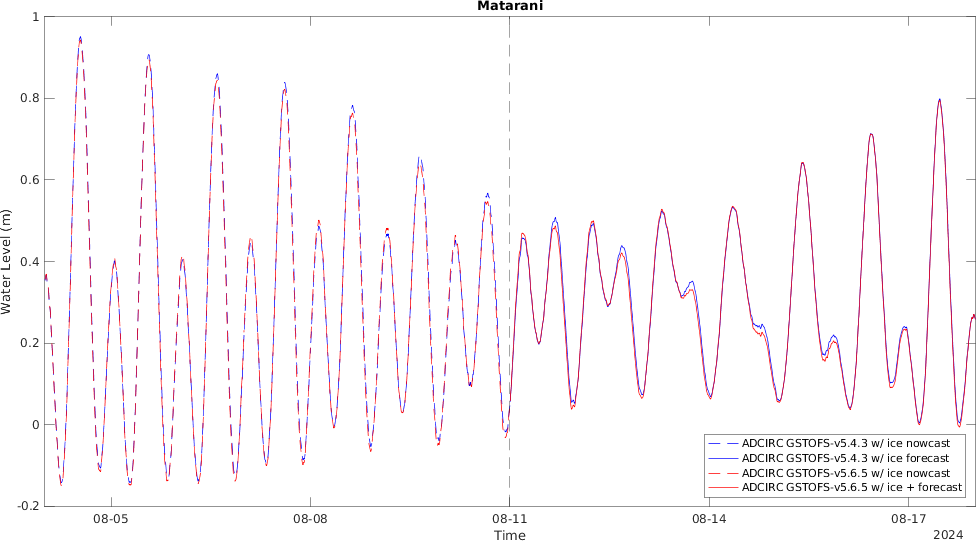 Matarani
1
0.8
0.6
0.4
0.2
0
-0.2
Water Level (m)
08-05
08-08
08-11
08-14
08-17
Time
2024
ADCIRC GSTOFS-v5.4.3 w/ ice nowcast
ADCIRC GSTOFS-v5.4.3 w/ ice forecast
ADCIRC GSTOFS-v5.6.5 w/ ice nowcast
ADCIRC GSTOFS-v5.6.5 w/ ice + forecast